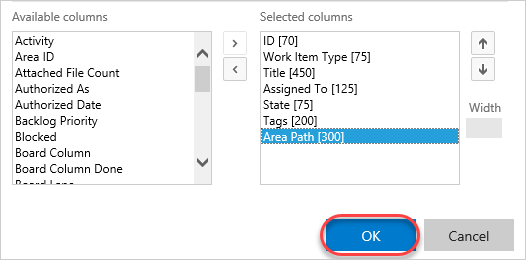 Available columns
Activity
Area ID
Attached File Count
Authorized As
Authorized Date
Backlog Priority
Blocked
Board Column
Board Column Done
Board Lane
Selected columns
ID [70]
Work Item Type [75]
Title [450]
Assigned To [125]
State [75]
Tags [200]
Area Path [300]
Width
OK
Cancel